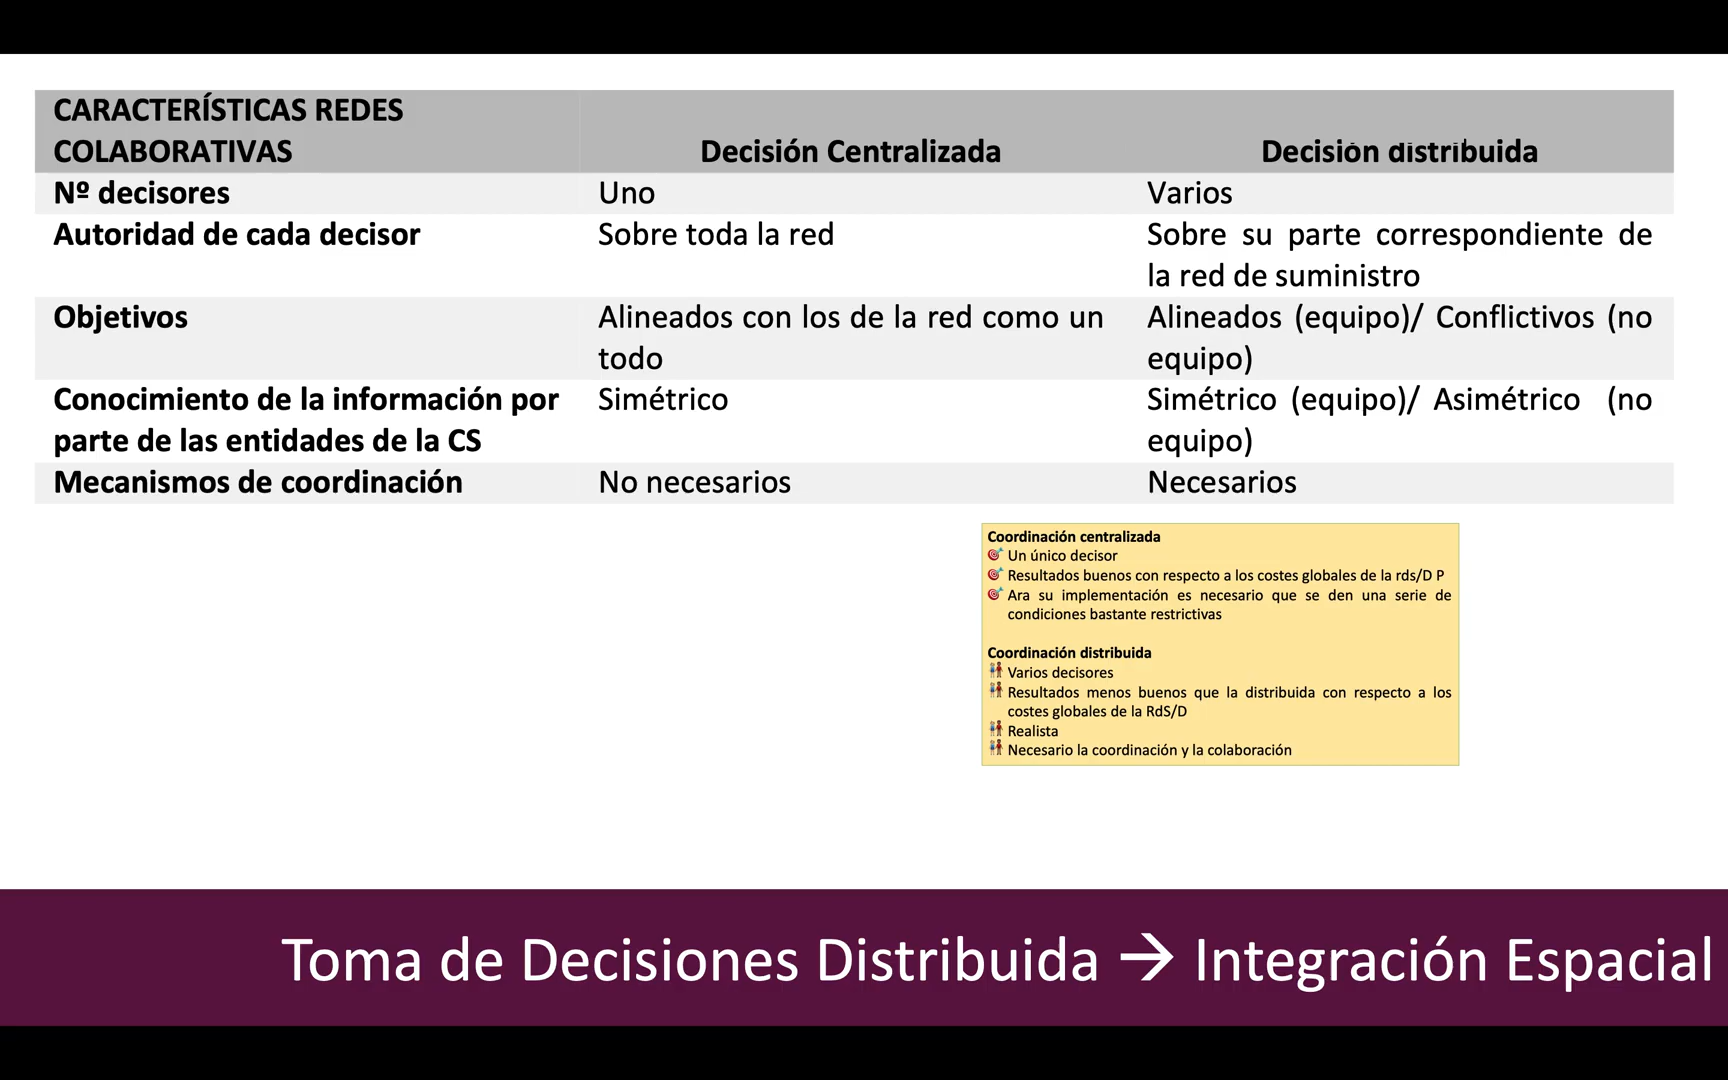 CARACTERÍSTICAS REDES
COLABORATIVAS
Decisión Centralizada
Decisión distribuida
Nº decisores
Uno
Varios
Autoridad de cada decisor
Sobre toda la red
Sobre su parte correspondiente de
la red de suministro
Objetivos
Alineados con los de la red como un
todo
Alineados (equipo)/ Conflictivos (no
equipo)
Conocimiento de la información por
parte de las entidades de la CS
Simétrico
Simétrico (equipo)/ Asimétrico (no
equipo)
Mecanismos de coordinación
No necesarios
Necesarios
Coordinación centralizada
Un único decisor
Resultados buenos con respecto a los costes globales de la rds/D P
Ara su implementación es necesario que se den una serie de
condiciones bastante restrictivas
Coordinación distribuida
Varios decisores
Resultados menos buenos que la distribuida con respecto a los
costes globales de la RdS/D
Realista
Necesario la coordinación y la colaboración
Toma de Decisiones Distribuida → Integración Espacial